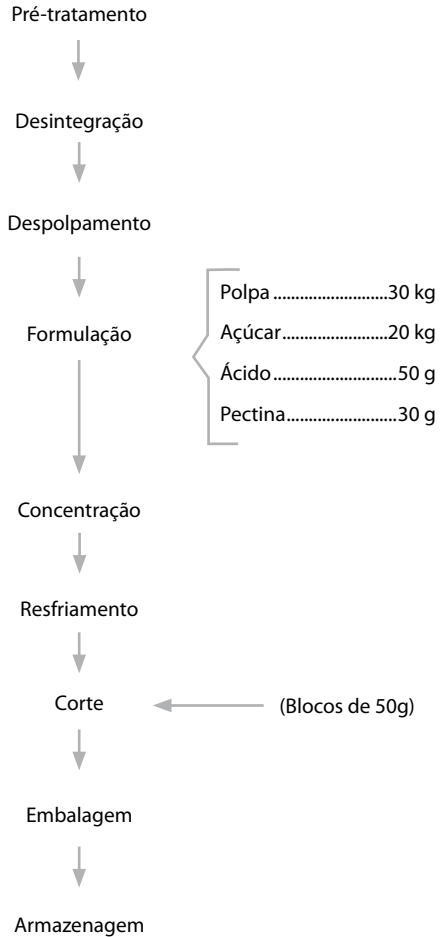 Pré-tratamento
Desintegração
Despolpamento
Formulação
Polpa ..........................30 kg
Açúcar........................20 kg
Ácido ............................50 g
Pectina.........................30 g
Concentração
Resfriamento
Corte
(Blocos de 50g)
Embalagem
Armazenagem